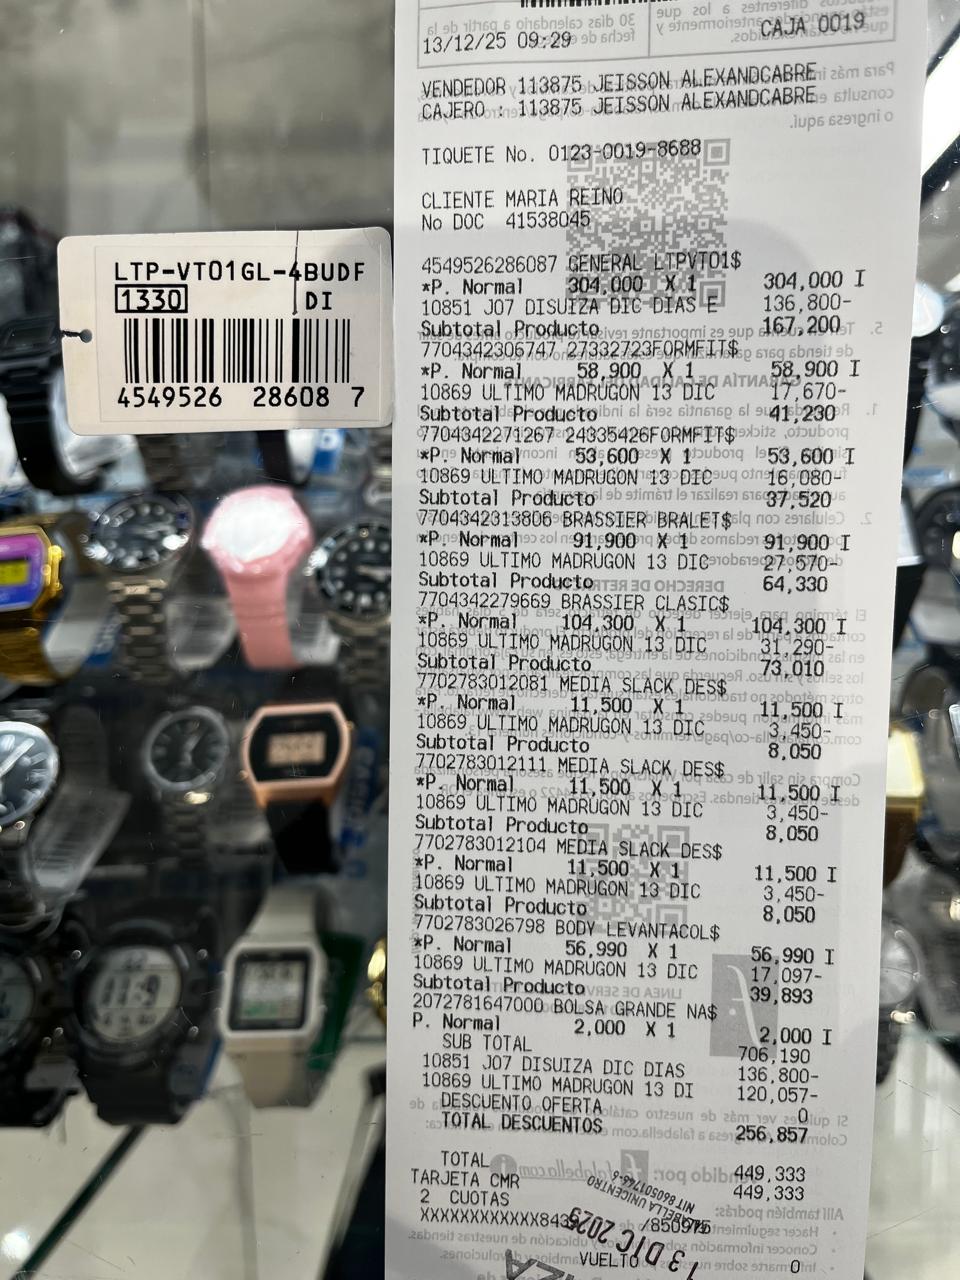 LTP-VT01GL-4BUDF
1330 DI
4549526 28608 7
13/12/25 09:29 CAJA 0019
VENDEDOR 113875 JEISSON ALEXANDCABRE
CAJERO : 113875 JEISSON ALEXANDCABRE
TIQUETE No. 0123-0019-8688
CLIENTE MARIA REINO
No DOC 41538045
4549526286087 GENERAL LTPVT01$
*P. Normal 304,000 X 1 304,000 I
10851 J07 DISUIZA DIC DIAS E 136,800-
Subtotal Producto 167,200
7704342306747 27332723FORMFIT$
*P. Normal 58,900 X 1 58,900 I
10869 ULTIMO MADRUGON 13 DIC 17,670-
Subtotal Producto 41,230
7704342271267 24335426FORMFIT$
*P. Normal 53,600 X 1 53,600 I
10869 ULTIMO MADRUGON 13 DIC 16,080-
Subtotal Producto 37,520
7704342313806 BRASSIER BRALET$
*P. Normal 91,900 X 1 91,900 I
10869 ULTIMO MADRUGON 13 DIC 27,570-
Subtotal Producto 64,330
7704342279669 BRASSIER CLASIC$
*P. Normal 104,300 X 1 104,300 I
10869 ULTIMO MADRUGON 13 DIC 31,290-
Subtotal Producto 73,010
7702783012081 MEDIA SLACK DES$
*P. Normal 11,500 X 1 11,500 I
10869 ULTIMO MADRUGON 13 DIC 3,450-
Subtotal Producto 8,050
7702783012111 MEDIA SLACK DES$
*P. Normal 11,500 X 1 11,500 I
10869 ULTIMO MADRUGON 13 DIC 3,450-
Subtotal Producto 8,050
7702783012104 MEDIA SLACK DES$
*P. Normal 11,500 X 1 11,500 I
10869 ULTIMO MADRUGON 13 DIC 3,450-
Subtotal Producto 8,050
7702783026798 BODY LEVANTACOL$
*P. Normal 56,990 X 1 56,990 I
10869 ULTIMO MADRUGON 13 DIC 17,097-
Subtotal Producto 39,893
2072781647000 BOLSA GRANDE NA$
P. Normal 2,000 X 1 2,000 I
SUB TOTAL 706,190
10851 J07 DISUIZA DIC DIAS 136,800-
10869 ULTIMO MADRUGON 13 DI 120,057-
DESCUENTO OFERTA 0
TOTAL DESCUENTOS 256,857
TOTAL 449,333
TARJETA CMR 449,333
2 CUOTAS
VUELTO 0
13 DIC